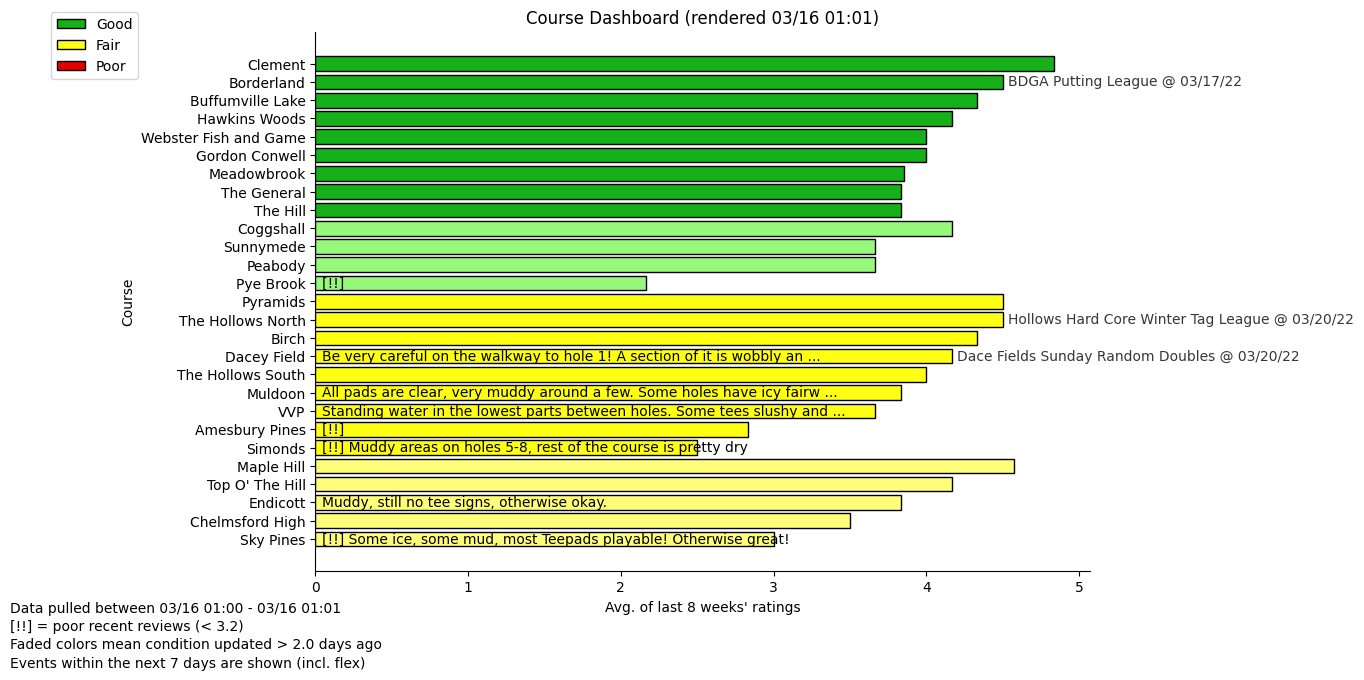 Good
Fair
Poor
Course Dashboard (rendered 03/16 01:01)
Course
Clement
Borderland BDGA Putting League @ 03/17/22
Buffumville Lake
Hawkins Woods
Webster Fish and Game
Gordon Conwell
Meadowbrook
The General
The Hill
Coggshall
Sunnymede
Peabody
Pye Brook [!!]
Pyramids
The Hollows North Hollows Hard Core Winter Tag League @ 03/20/22
Birch
Dacey Field Be very careful on the walkway to hole 1! A section of it is wobbly an ... Dace Fields Sunday Random Doubles @ 03/20/22
The Hollows South
Muldoon All pads are clear, very muddy around a few. Some holes have icy fairw ...
VVP Standing water in the lowest parts between holes. Some tees slushy and ...
Amesbury Pines [!!]
Simonds [!!] Muddy areas on holes 5-8, rest of the course is pretty dry
Maple Hill
Top O' The Hill
Endicott Muddy, still no tee signs, otherwise okay.
Chelmsford High
Sky Pines [!!] Some ice, some mud, most Teepads playable! Otherwise great!
0 1 2 3 4 5
Avg. of last 8 weeks' ratings
Data pulled between 03/16 01:00 - 03/16 01:01
[!!] = poor recent reviews (< 3.2)
Faded colors mean condition updated > 2.0 days ago
Events within the next 7 days are shown (incl. flex)